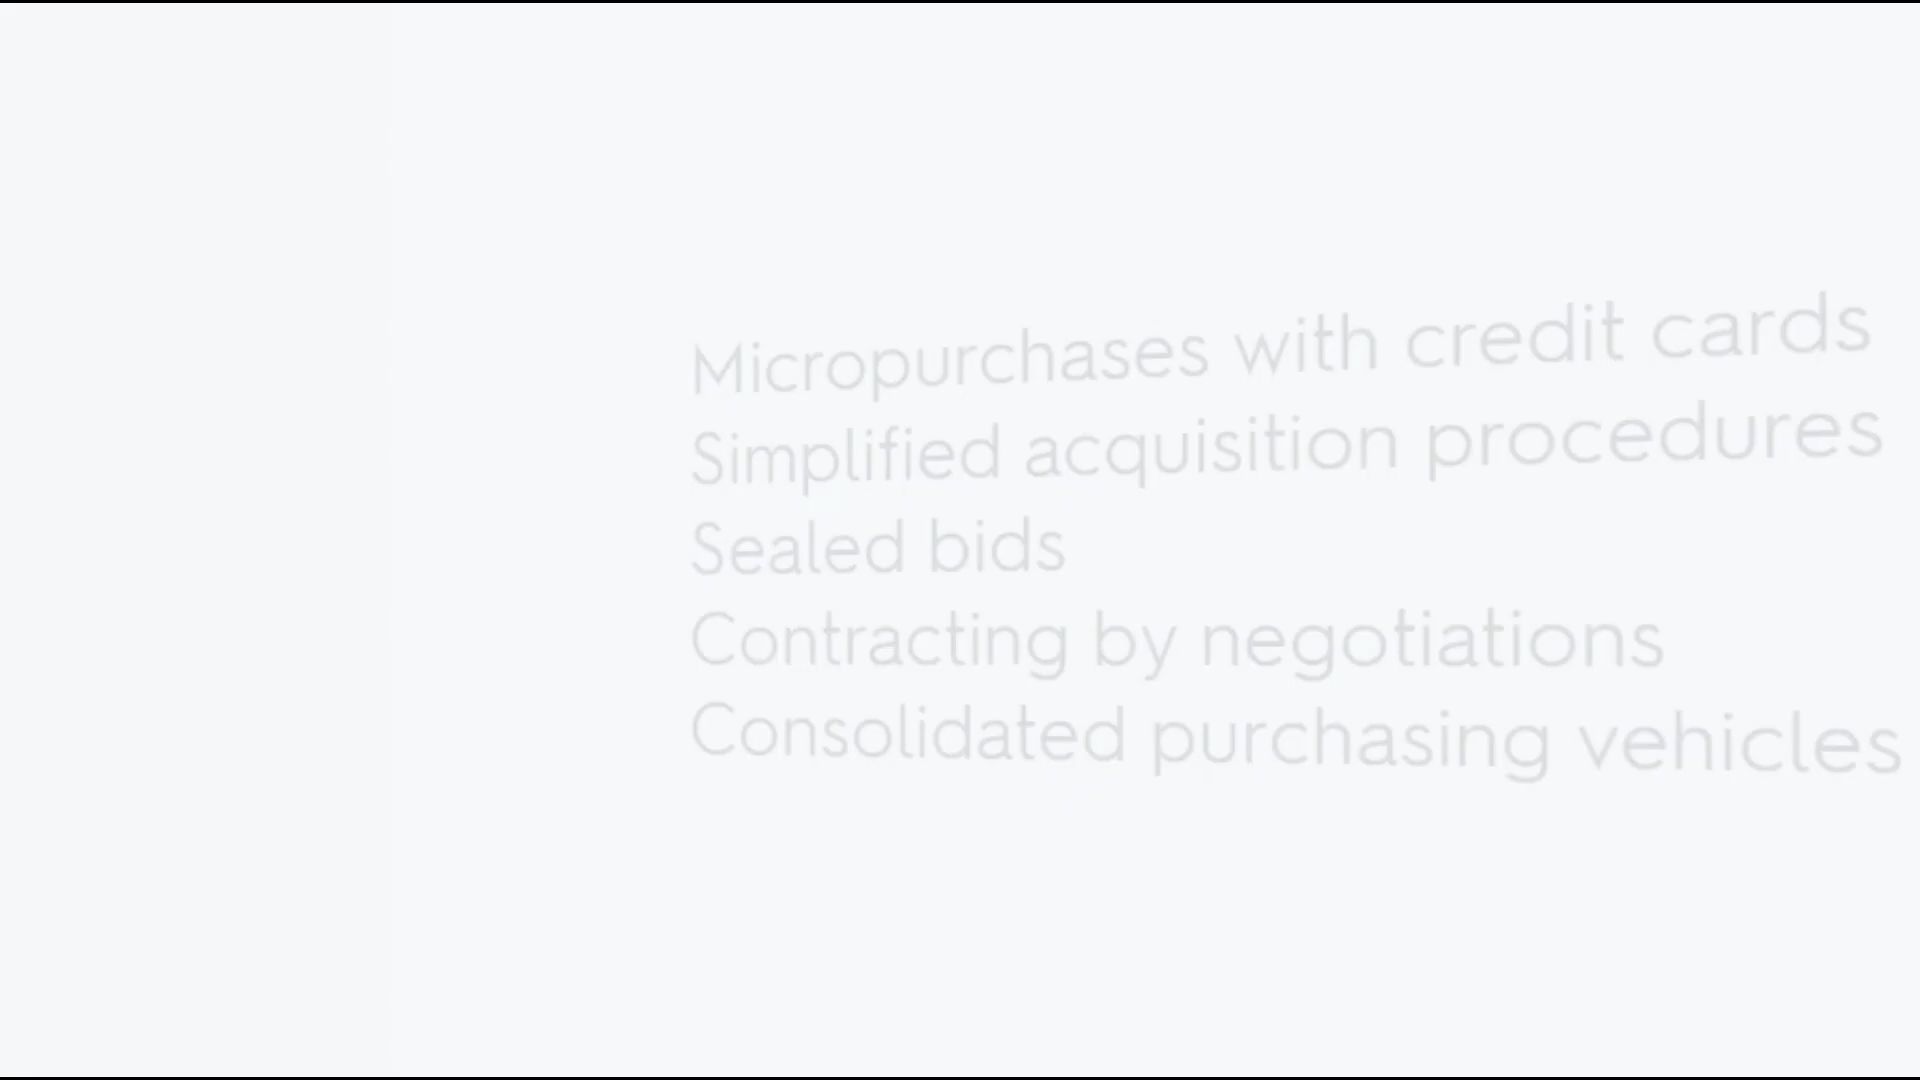 Micropurchases with credit cards
Simplified acquisition procedures
Sealed bids
Contracting by negotiations
Consolidated purchasing vehicles